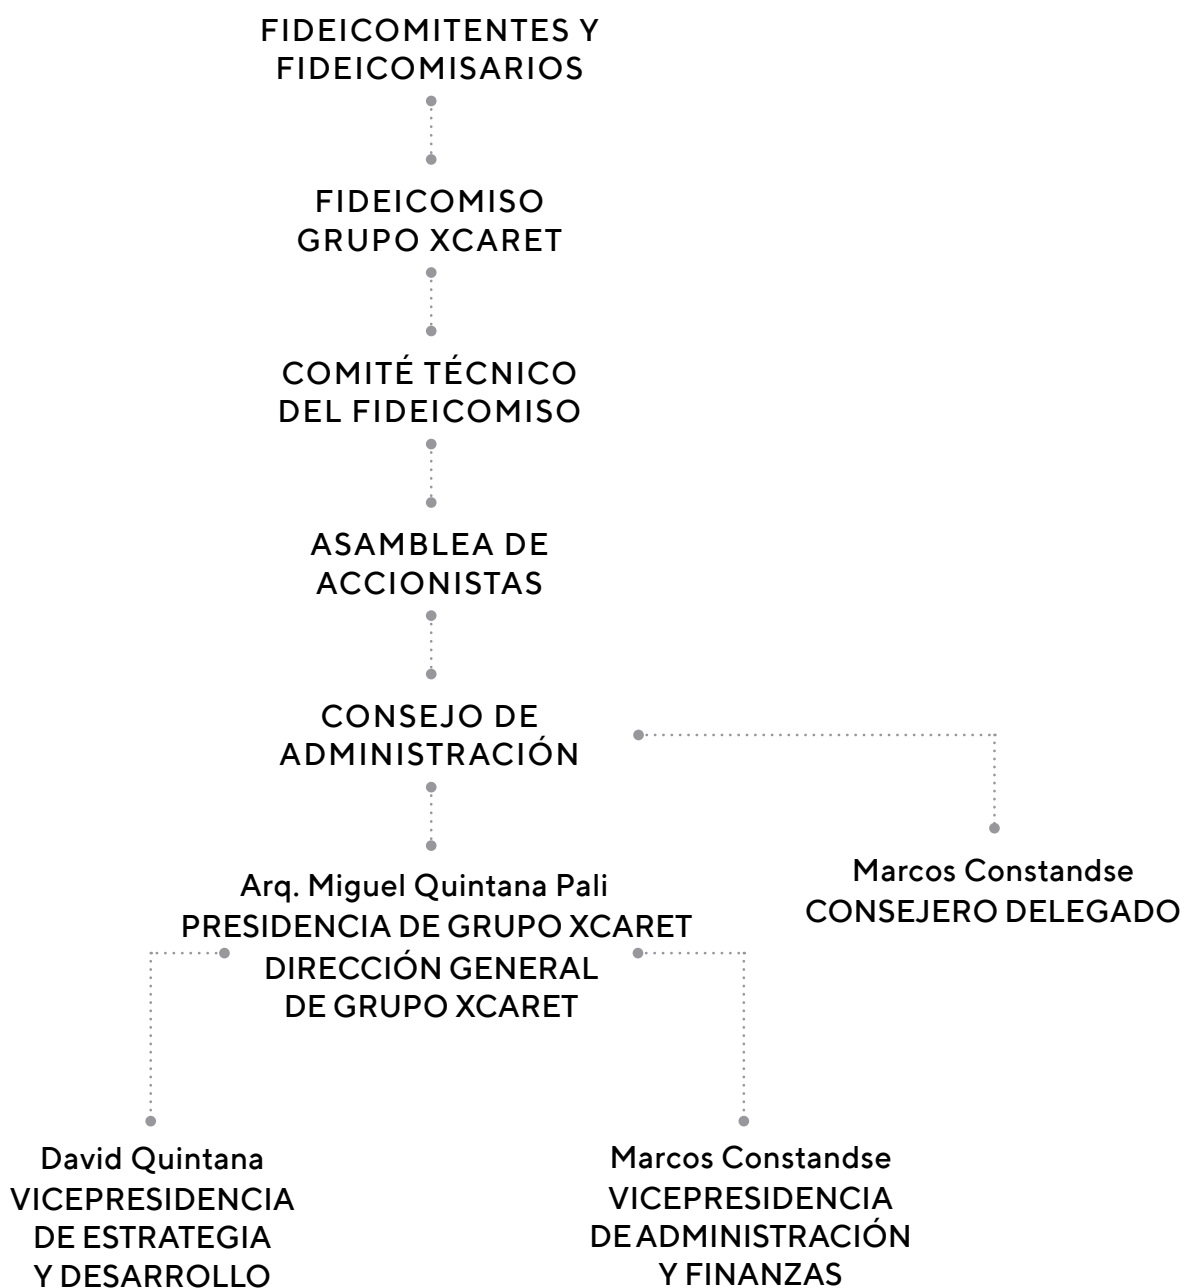 FIDEICOMITENTES Y
FIDEICOMISARIOS
FIDEICOMISO
GRUPO XCARET
COMITÉ TÉCNICO
DEL FIDEICOMISO
ASAMBLEA DE
ACCIONISTAS
CONSEJO DE
ADMINISTRACIÓN
Marcos Constandse
CONSEJERO DELEGADO
Arq. Miguel Quintana Pali
PRESIDENCIA DE GRUPO XCARET
DIRECCIÓN GENERAL
DE GRUPO XCARET
David Quintana
VICEPRESIDENCIA
DE ESTRATEGIA
Y DESARROLLO
Marcos Constandse
VICEPRESIDENCIA
DE ADMINISTRACIÓN
Y FINANZAS